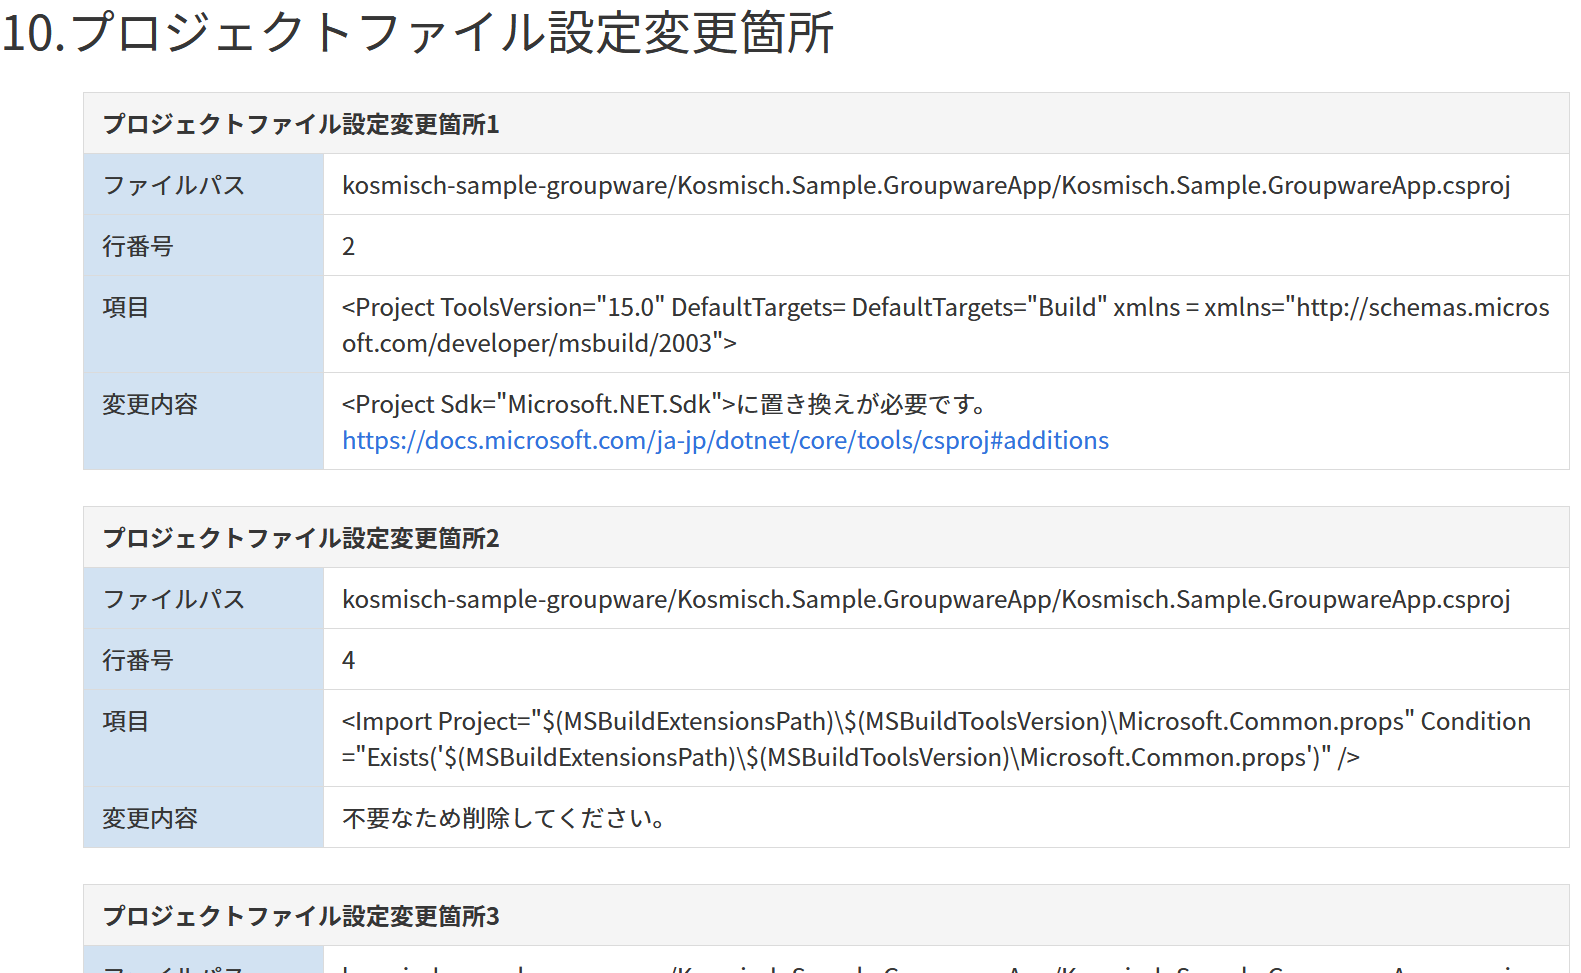 10.プロジェクトファイル設定変更箇所
プロジェクトファイル設定変更箇所1
ファイルパス kosmisch-sample-groupware/Kosmisch.Sample.GroupwareApp/Kosmisch.Sample.GroupwareApp.csproj
行番号 2
項目 <Project ToolsVersion="15.0" DefaultTargets= DefaultTargets="Build" xmlns = xmlns="http://schemas.micros
oft.com/developer/msbuild/2003">
変更内容 <Project Sdk="Microsoft.NET.Sdk">に置き換えが必要です。
https://docs.microsoft.com/ja-jp/dotnet/core/tools/csproj#additions
プロジェクトファイル設定変更箇所2
ファイルパス kosmisch-sample-groupware/Kosmisch.Sample.GroupwareApp/Kosmisch.Sample.GroupwareApp.csproj
行番号 4
項目 <Import Project="$(MSBuildExtensionsPath)\$(MSBuildToolsVersion)\Microsoft.Common.props" Condition
="Exists('$(MSBuildExtensionsPath)\$(MSBuildToolsVersion)\Microsoft.Common.props')" />
変更内容 不要なため削除してください。
プロジェクトファイル設定変更箇所3